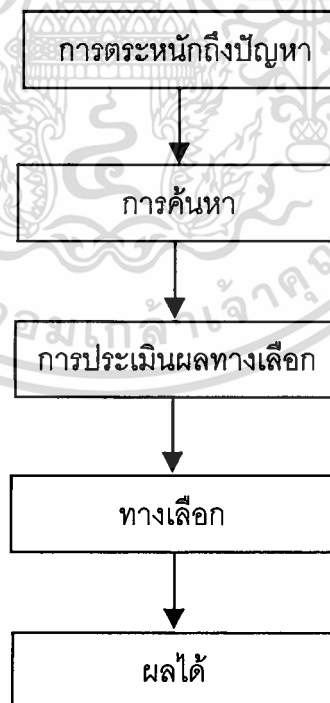 การตระหนักถึงปัญหา
การค้นหา
การประเมินผลทางเลือก
ทางเลือก
ผลได้